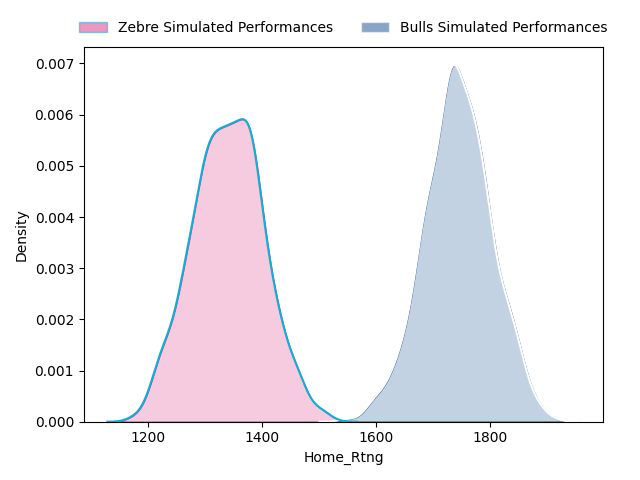 Zebre Simulated Performances Bulls Simulated Performances
0.007
0.006
0.005
0.004
0.003
0.002
0.001
0.000
Density
1200 1400 1600 1800
Home_Rtng